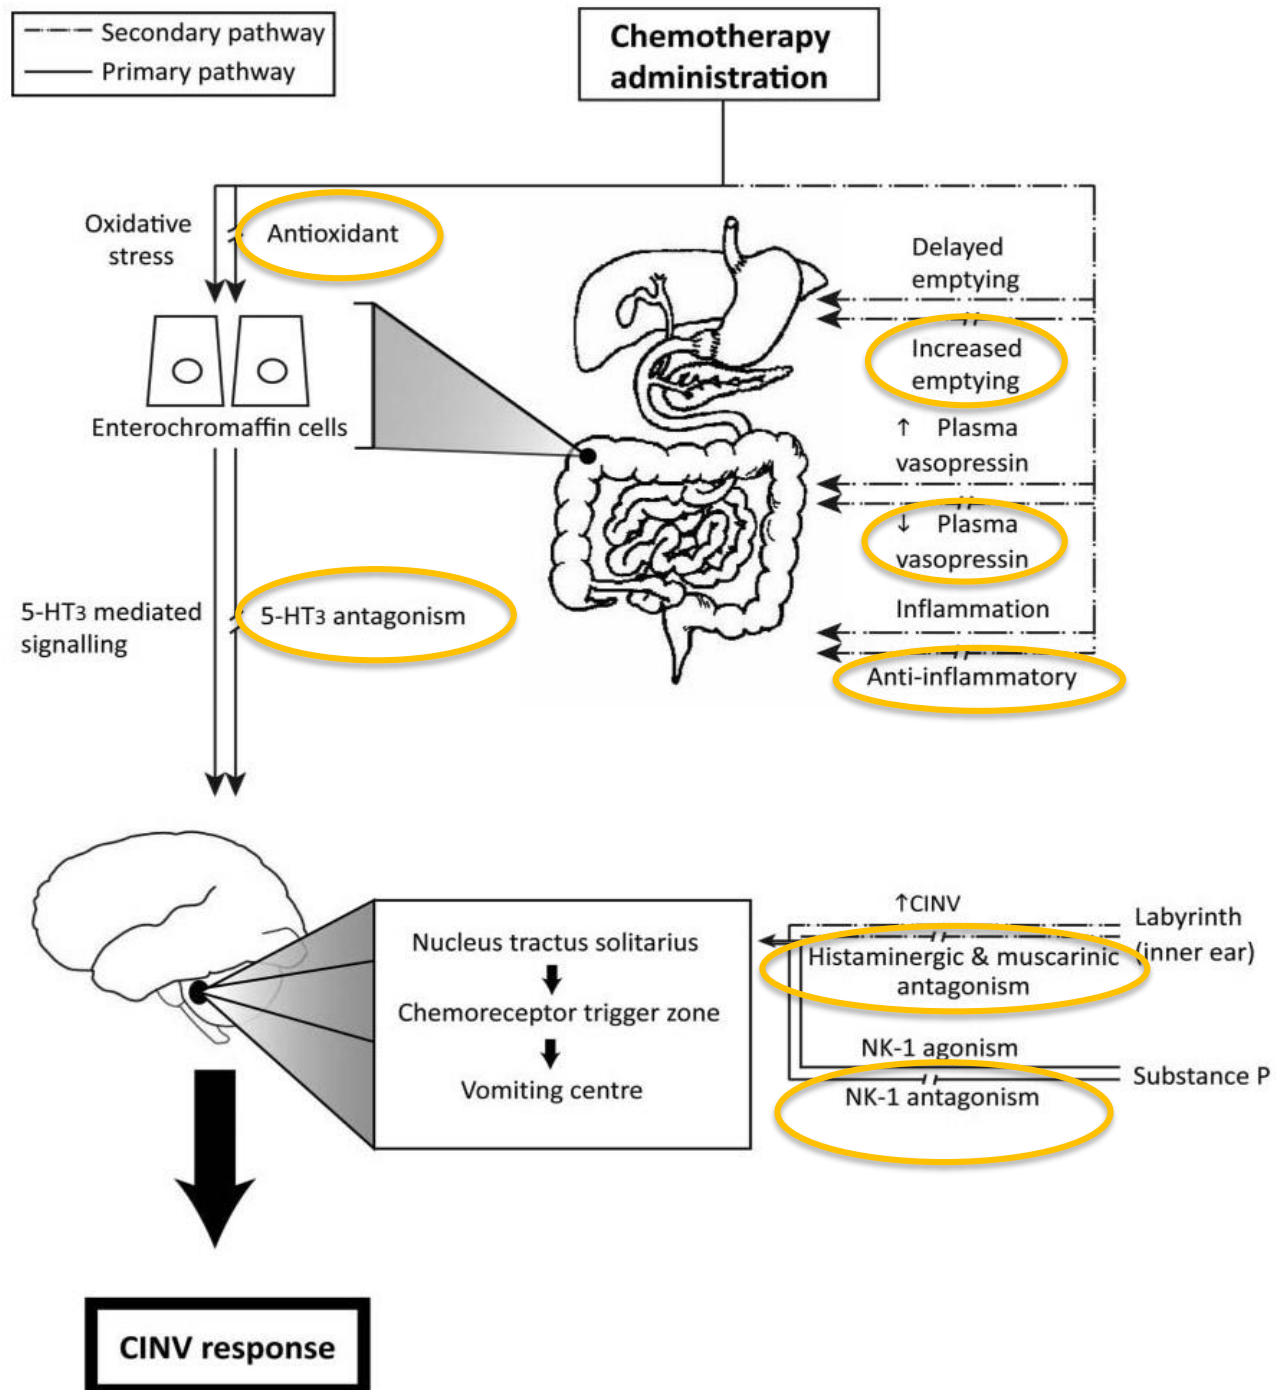 Secondary pathway
Primary pathway
Chemotherapy
administration
Oxidative
stress
Antioxidant
Enterochromaffin cells
Delayed
emptying
Increased
emptying
↑ Plasma
vasopressin
↓ Plasma
vasopressin
Inflammation
Anti-inflammatory
5-HT3 mediated
signalling
5-HT3 antagonism
Nucleus tractus solitarius
Chemoreceptor trigger zone
Vomiting centre
↑CINV
Labyrinth
(inner ear)
Histaminergic & muscarinic
antagonism
NK-1 agonism
Substance P
NK-1 antagonism
CINV response